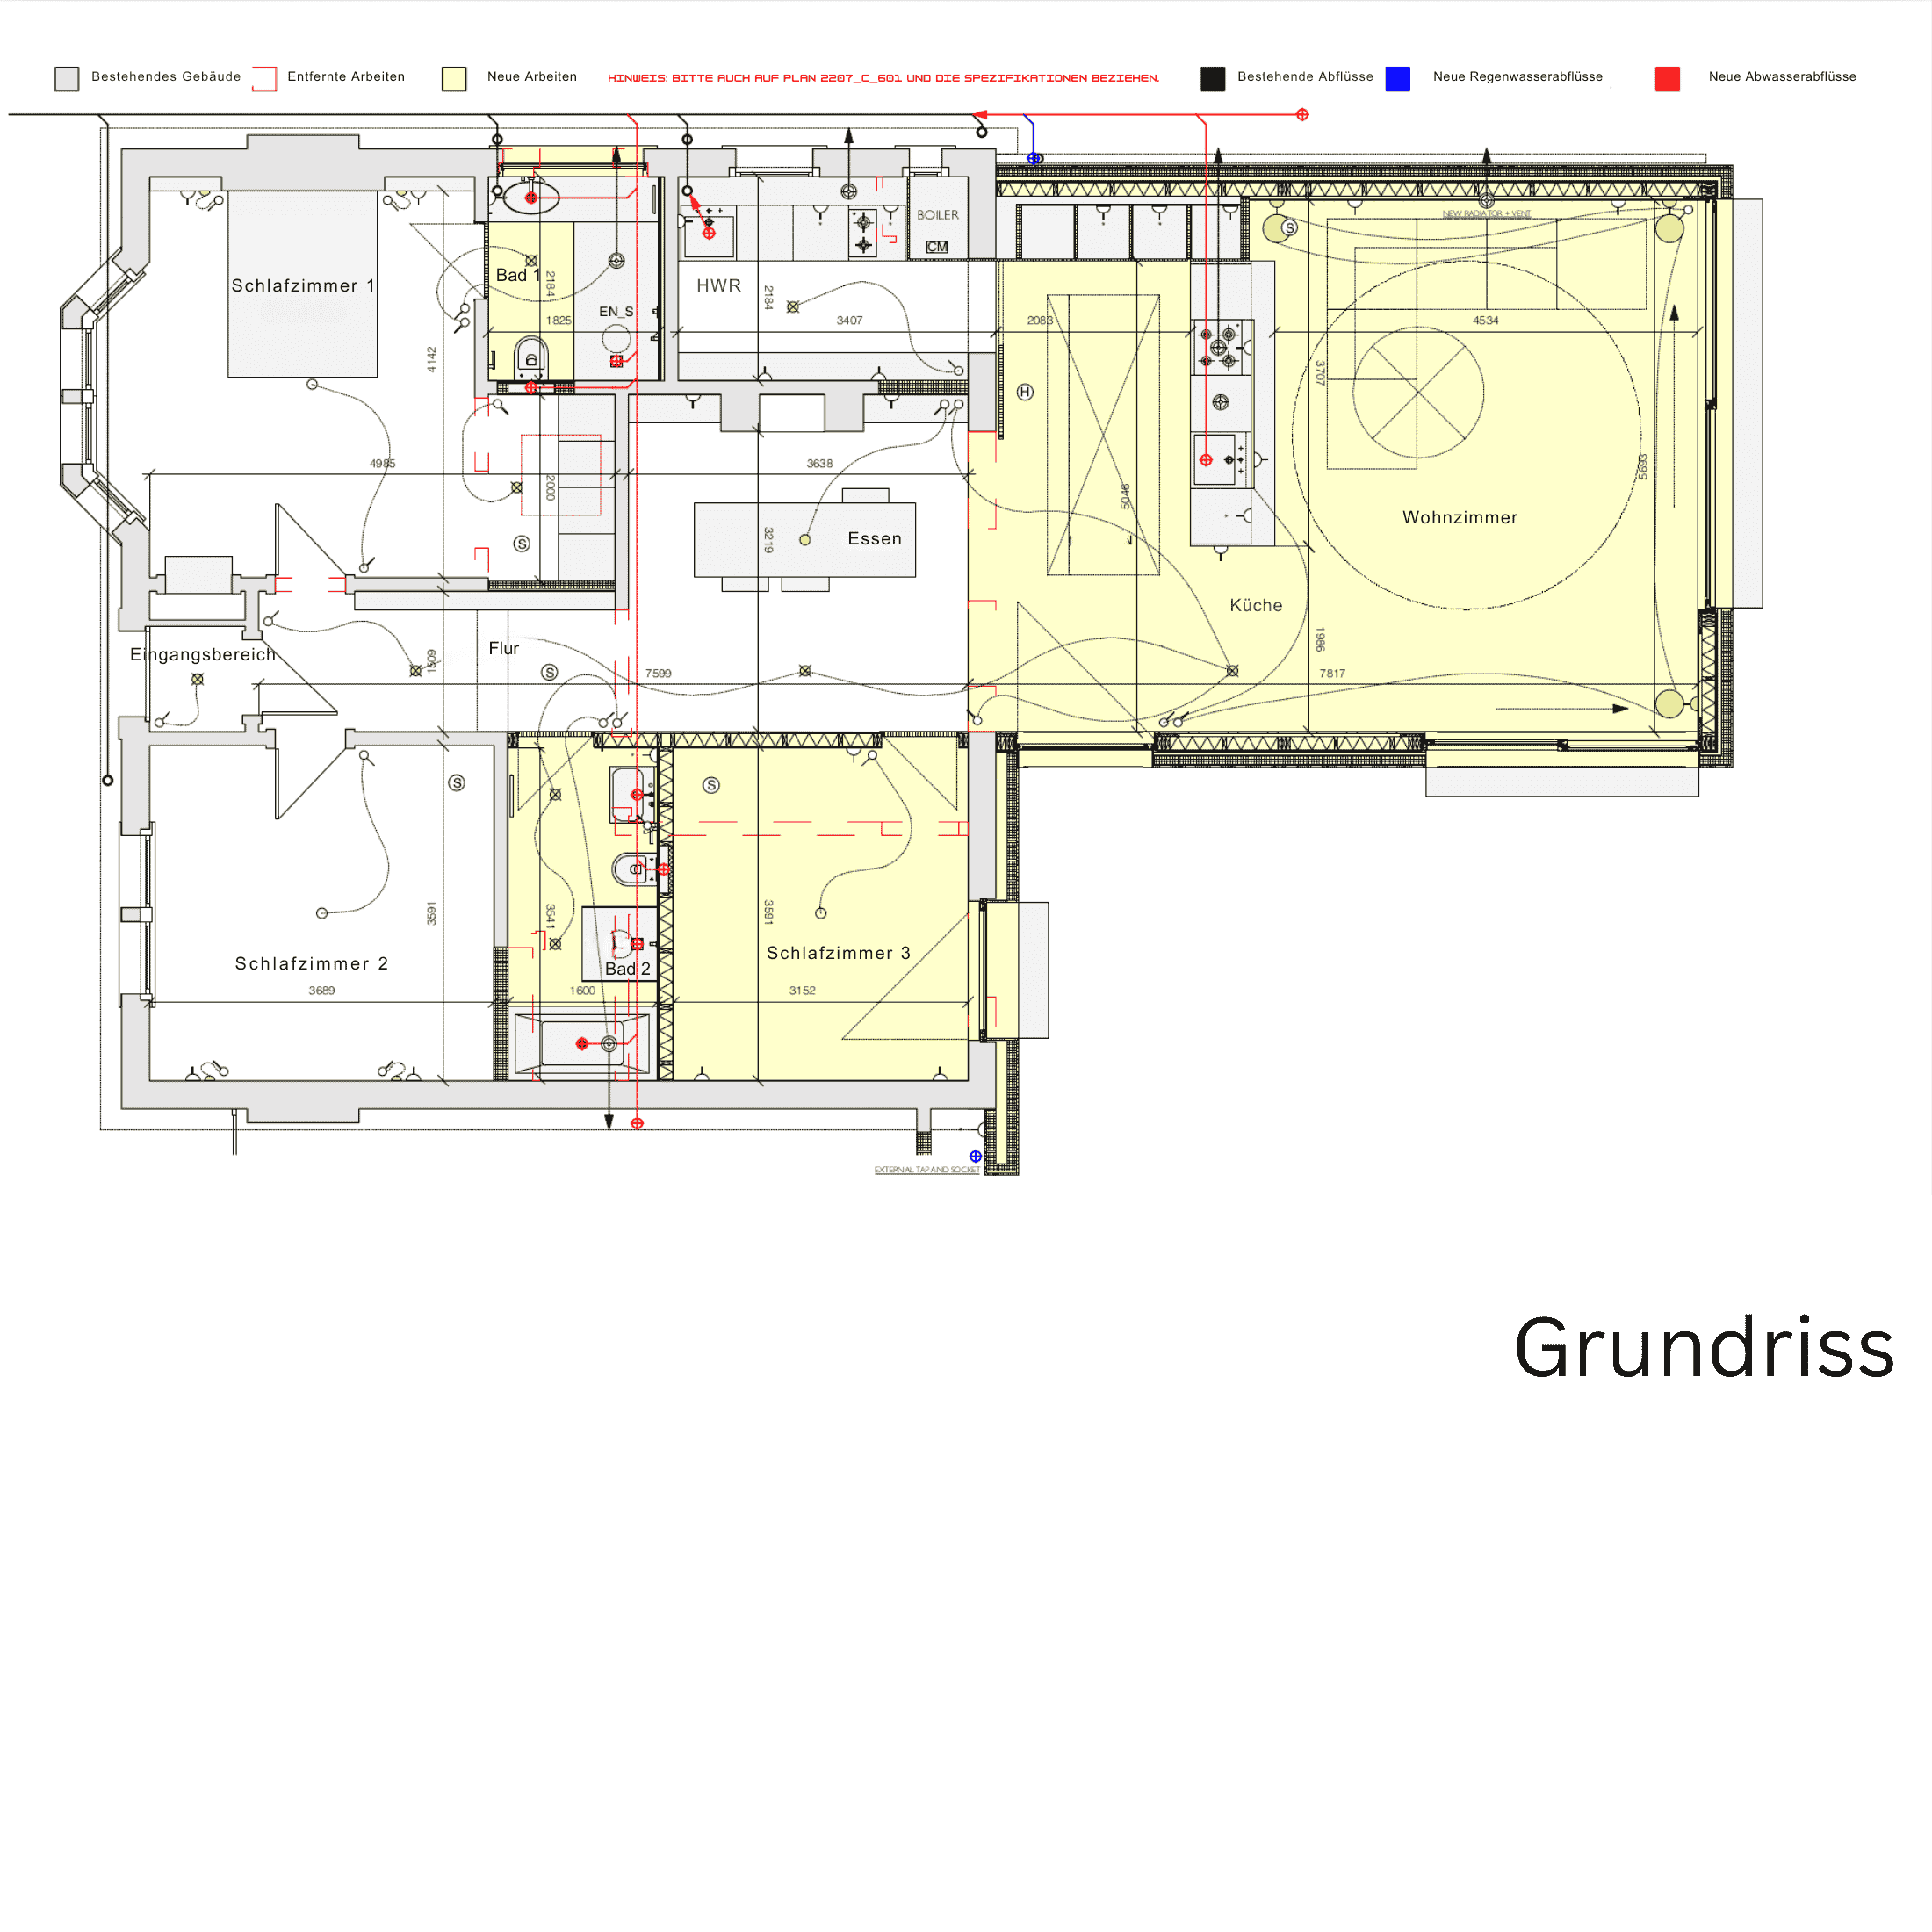 Bestehendes Gebäude
Entfernte Arbeiten
Neue Arbeiten
HINWEIS: BITTE AUCH AUF PLAN 2207_C_601 UND DIE SPEZIFIKATIONEN BEZIEHEN.
Bestehende Abflüsse
Neue Regenwasserabflüsse
Neue Abwasserabflüsse
NEW RADIATOR + VENT
BOILER
CM
S
Schlafzimmer 1
Bad 1
2184
EN_S
1825
HWR
2184
3407
2083
4534
4142
3707
H
4985
3638
2000
5046
5693
Wohnzimmer
S
3219
Essen
Küche
1986
Eingangsbereich
1509
Flur
S
7599
7817
S
S
3591
3541
3591
Schlafzimmer 2
Bad 2
Schlafzimmer 3
3689
1600
3152
EXTERNAL TAP AND SOCKET
Grundriss